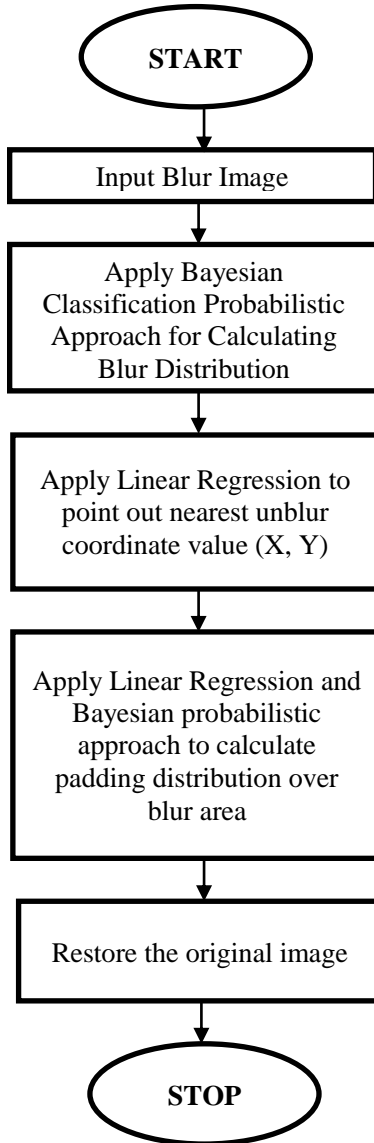 START
Input Blur Image
Apply Bayesian
Classification Probabilistic
Approach for Calculating
Blur Distribution
Apply Linear Regression to
point out nearest unblur
coordinate value (X, Y)
Apply Linear Regression and
Bayesian probabilistic
approach to calculate
padding distribution over
blur area
Restore the original image
STOP